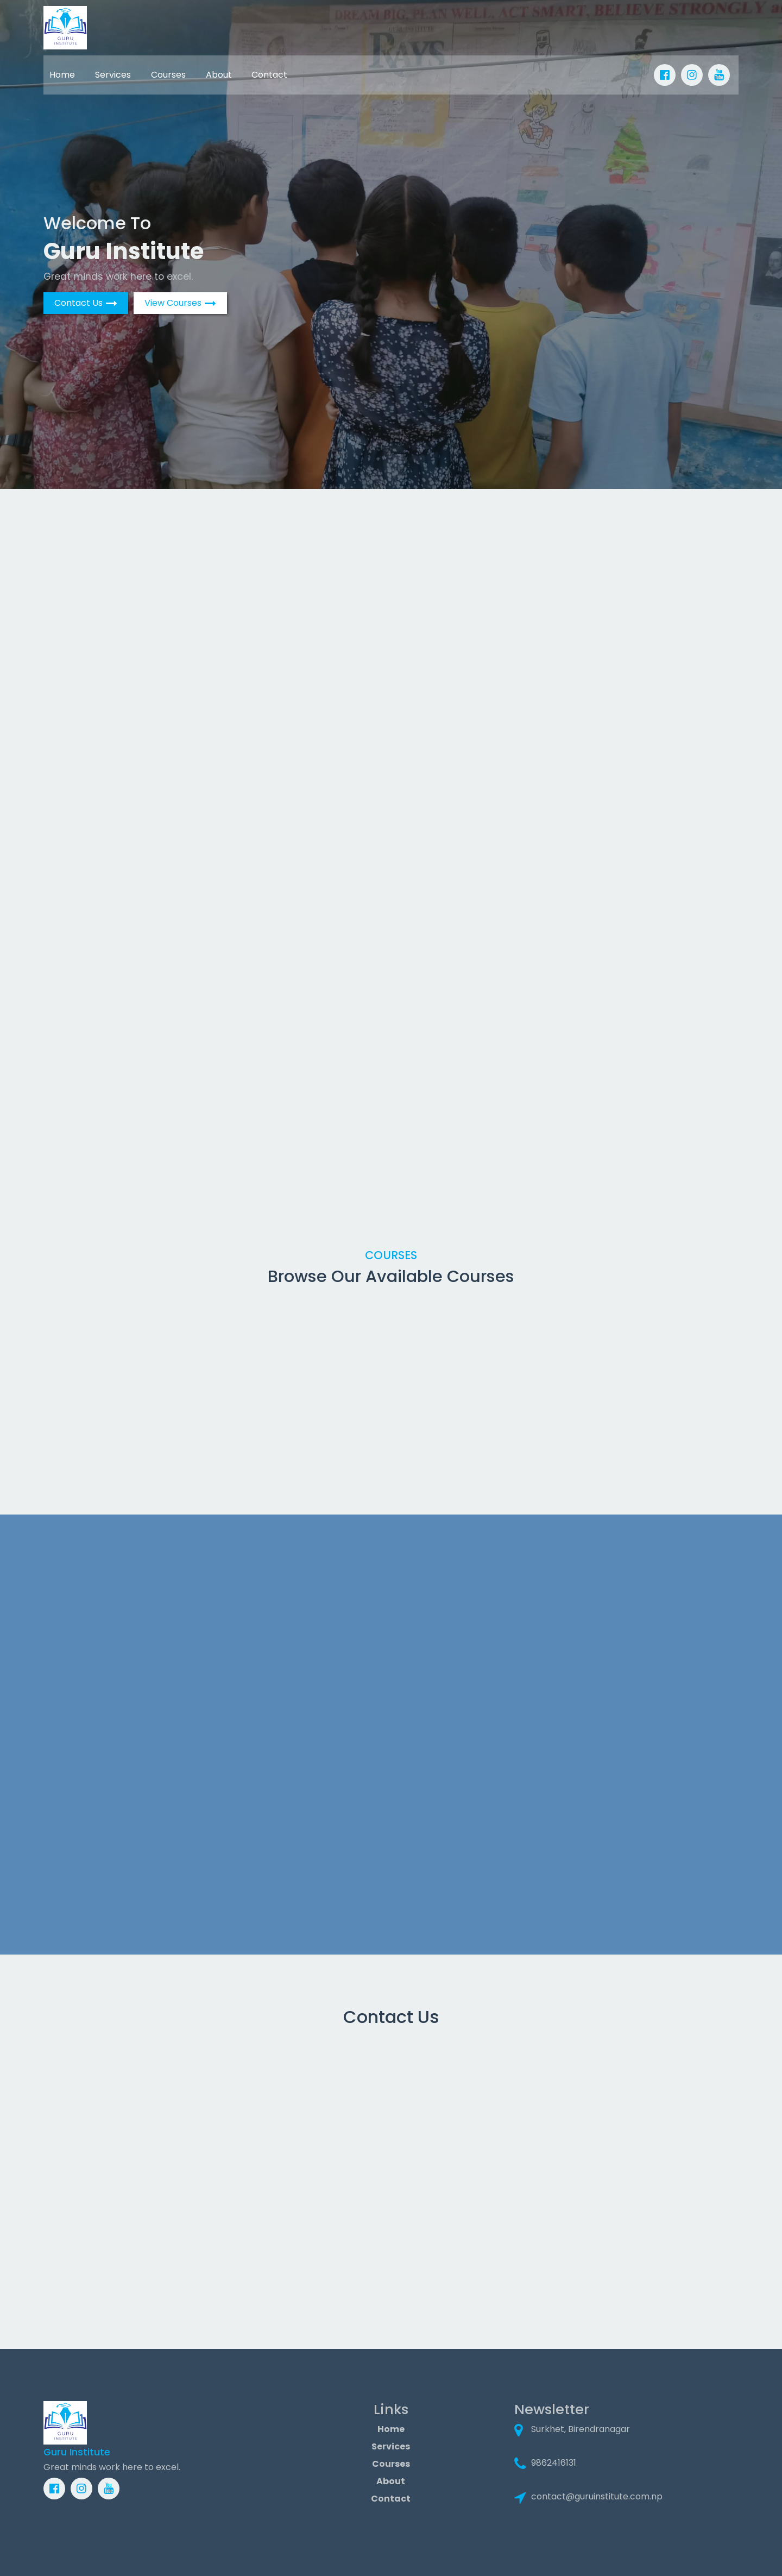 GURU
INSTITUTE
DREAM BIG, PLAN WELL, ACT SMART, BELIEVE STRONGLY
Rays
Home
Services
Courses
About
Contact
Welcome To
Guru Institute
Great minds work here to excel.
Contact Us
View Courses
COURSES
Browse Our Available Courses
Contact Us
GURU
INSTITUTE
Guru Institute
Great minds work here to excel.
Links
Home
Services
Courses
About
Contact
Newsletter
Surkhet, Birendranagar
9862416131
contact@guruinstitute.com.np